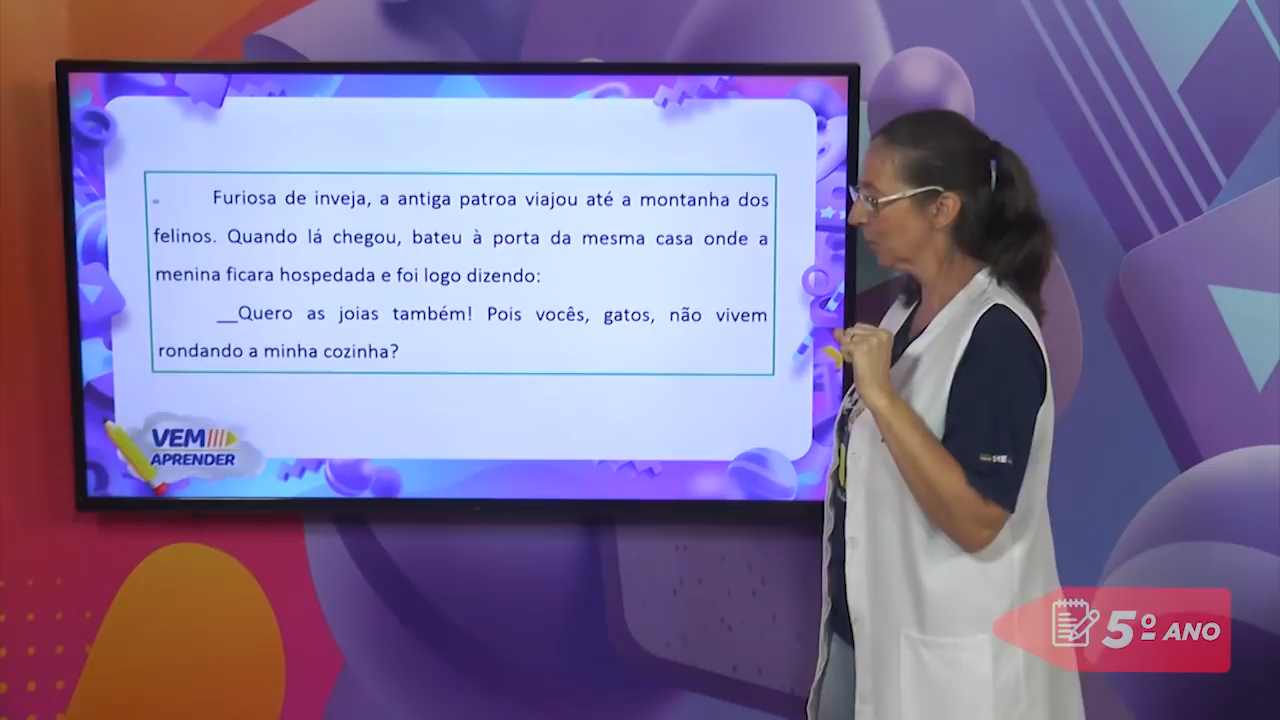 Furiosa de inveja, a antiga patroa viajou até a montanha dos
felinos. Quando lá chegou, bateu à porta da mesma casa onde a
menina ficara hospedada e foi logo dizendo:
__Quero as joias também! Pois vocês, gatos, não vivem
rondando a minha cozinha?
VEM
APRENDER
5º ANO